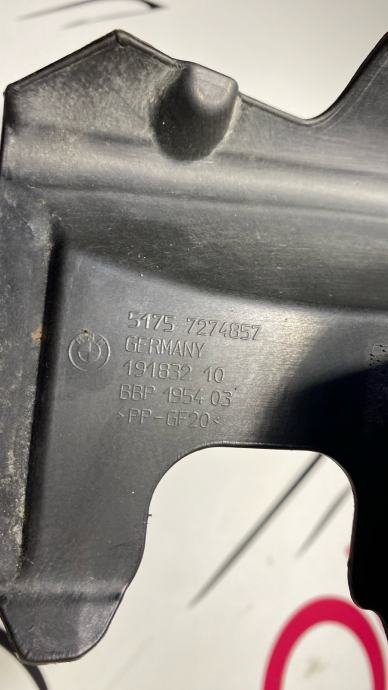 5175 7274857
GERMANY
191832 10
BBP 1954 03
>PP-GF20<